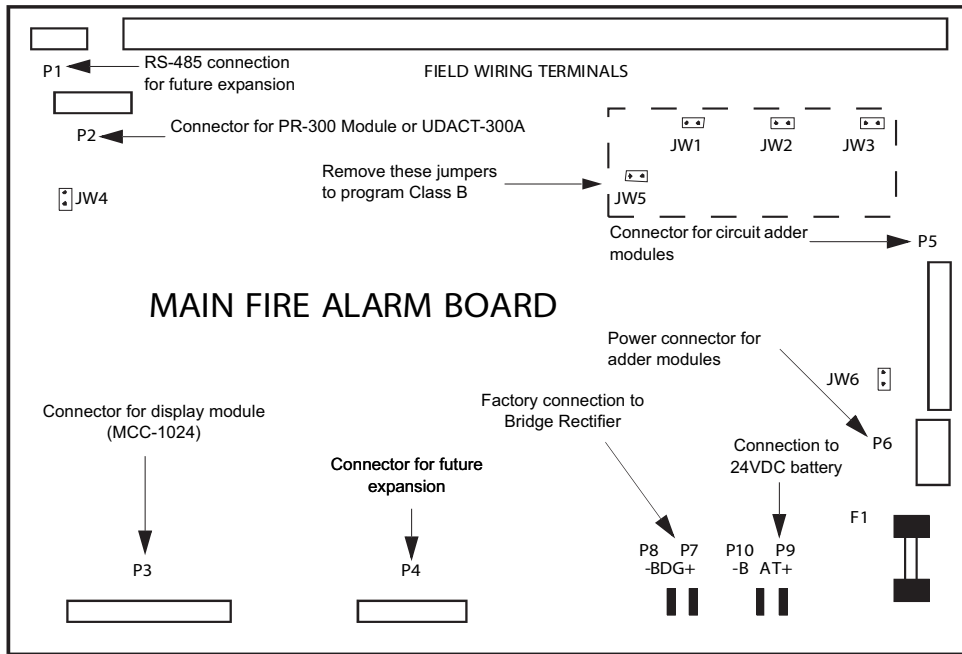 P1
RS-485 connection
for future expansion
FIELD WIRING TERMINALS
P2
Connector for PR-300 Module or UDACT-300A
JW1
JW2
JW3
Remove these jumpers
to program Class B
JW5
JW4
Connector for circuit adder
modules
P5
MAIN FIRE ALARM BOARD
Power connector for
adder modules
JW6
Factory connection to
Bridge Rectifier
Connector for display module
(MCC-1024)
Connection to
24VDC battery
P6
Connector for future
expansion
F1
P3
P4
P8 P7
-BDG+
P10 P9
-B AT+